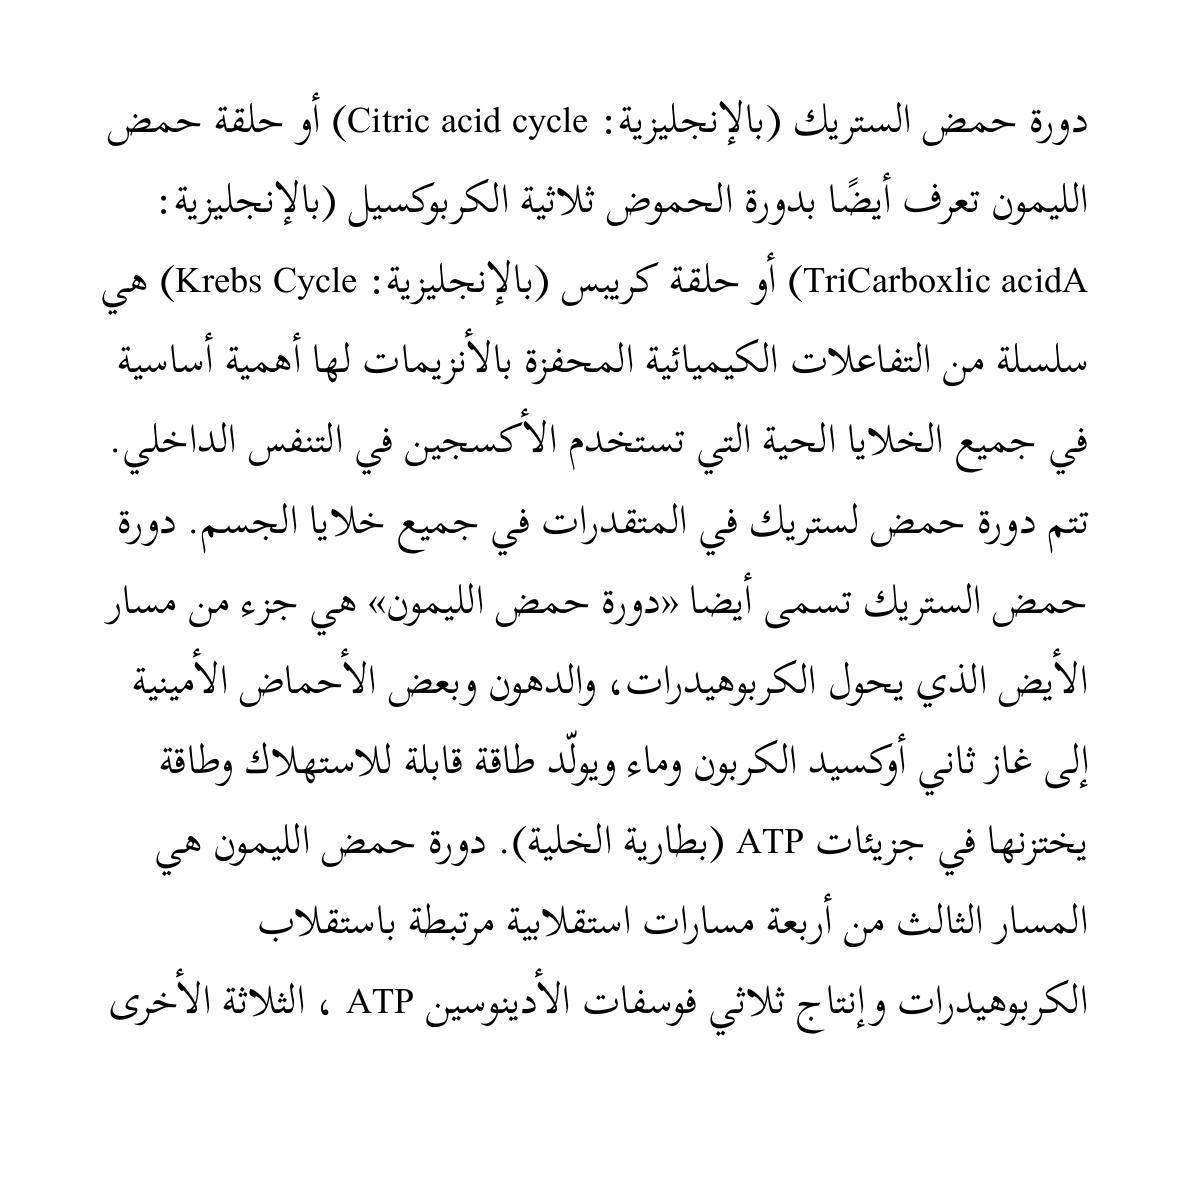 دورة حمض الستريك (بالإنجليزية: Citric acid cycle) أو حلقة حمض
الليمون تعرف أيضًا بدورة الحموض ثلاثية الكربوكسيل (بالإنجليزية:
TriCarboxlic acidA) أو حلقة كريبس (بالإنجليزية: Krebs Cycle) هي
سلسلة من التفاعلات الكيميائية المحفزة بالأنزيمات لها أهمية أساسية
في جميع الخلايا الحية التي تستخدم الأكسجين في التنفس الداخلي.
تتم دورة حمض لستريك في المتقدرات في جميع خلايا الجسم. دورة
حمض الستريك تسمى أيضا «دورة حمض الليمون» هي جزء من مسار
الأيض الذي يحول الكربوهيدرات، والدهون وبعض الأحماض الأمينية
إلى غاز ثاني أوكسيد الكربون وماء ويولّد طاقة قابلة للاستهلاك وطاقة
يختزنها في جزيئات ATP (بطارية الخلية). دورة حمض الليمون هي
المسار الثالث من أربعة مسارات استقلابية مرتبطة باستقلاب
الكربوهيدرات وإنتاج ثلاثي فوسفات الأدينوسين ATP ، الثلاثة الأخرى